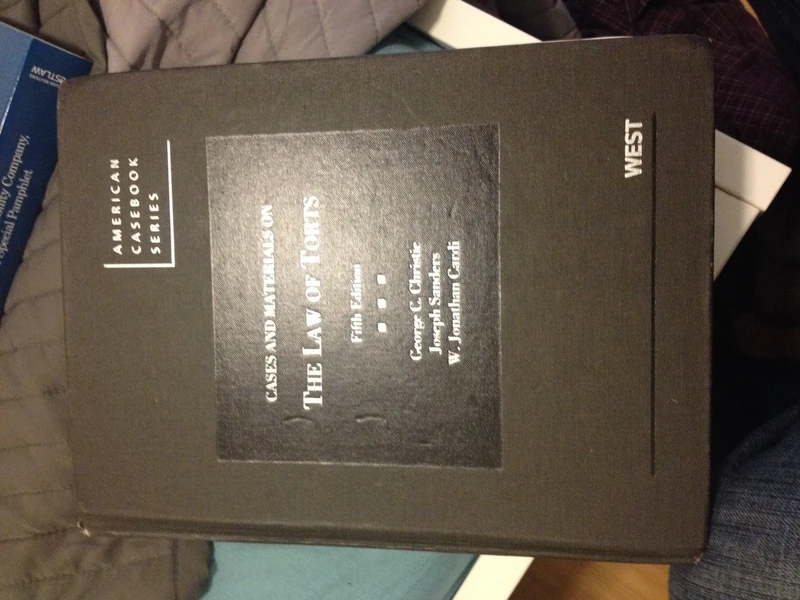 AMERICAN
CASEBOOK
SERIES
CASES AND MATERIALS ON
THE LAW OF TORTS
Fifth Edition
George C. Christie
Joseph Sanders
W. Jonathan Cardi
WEST
Company,
Special Pamphlet